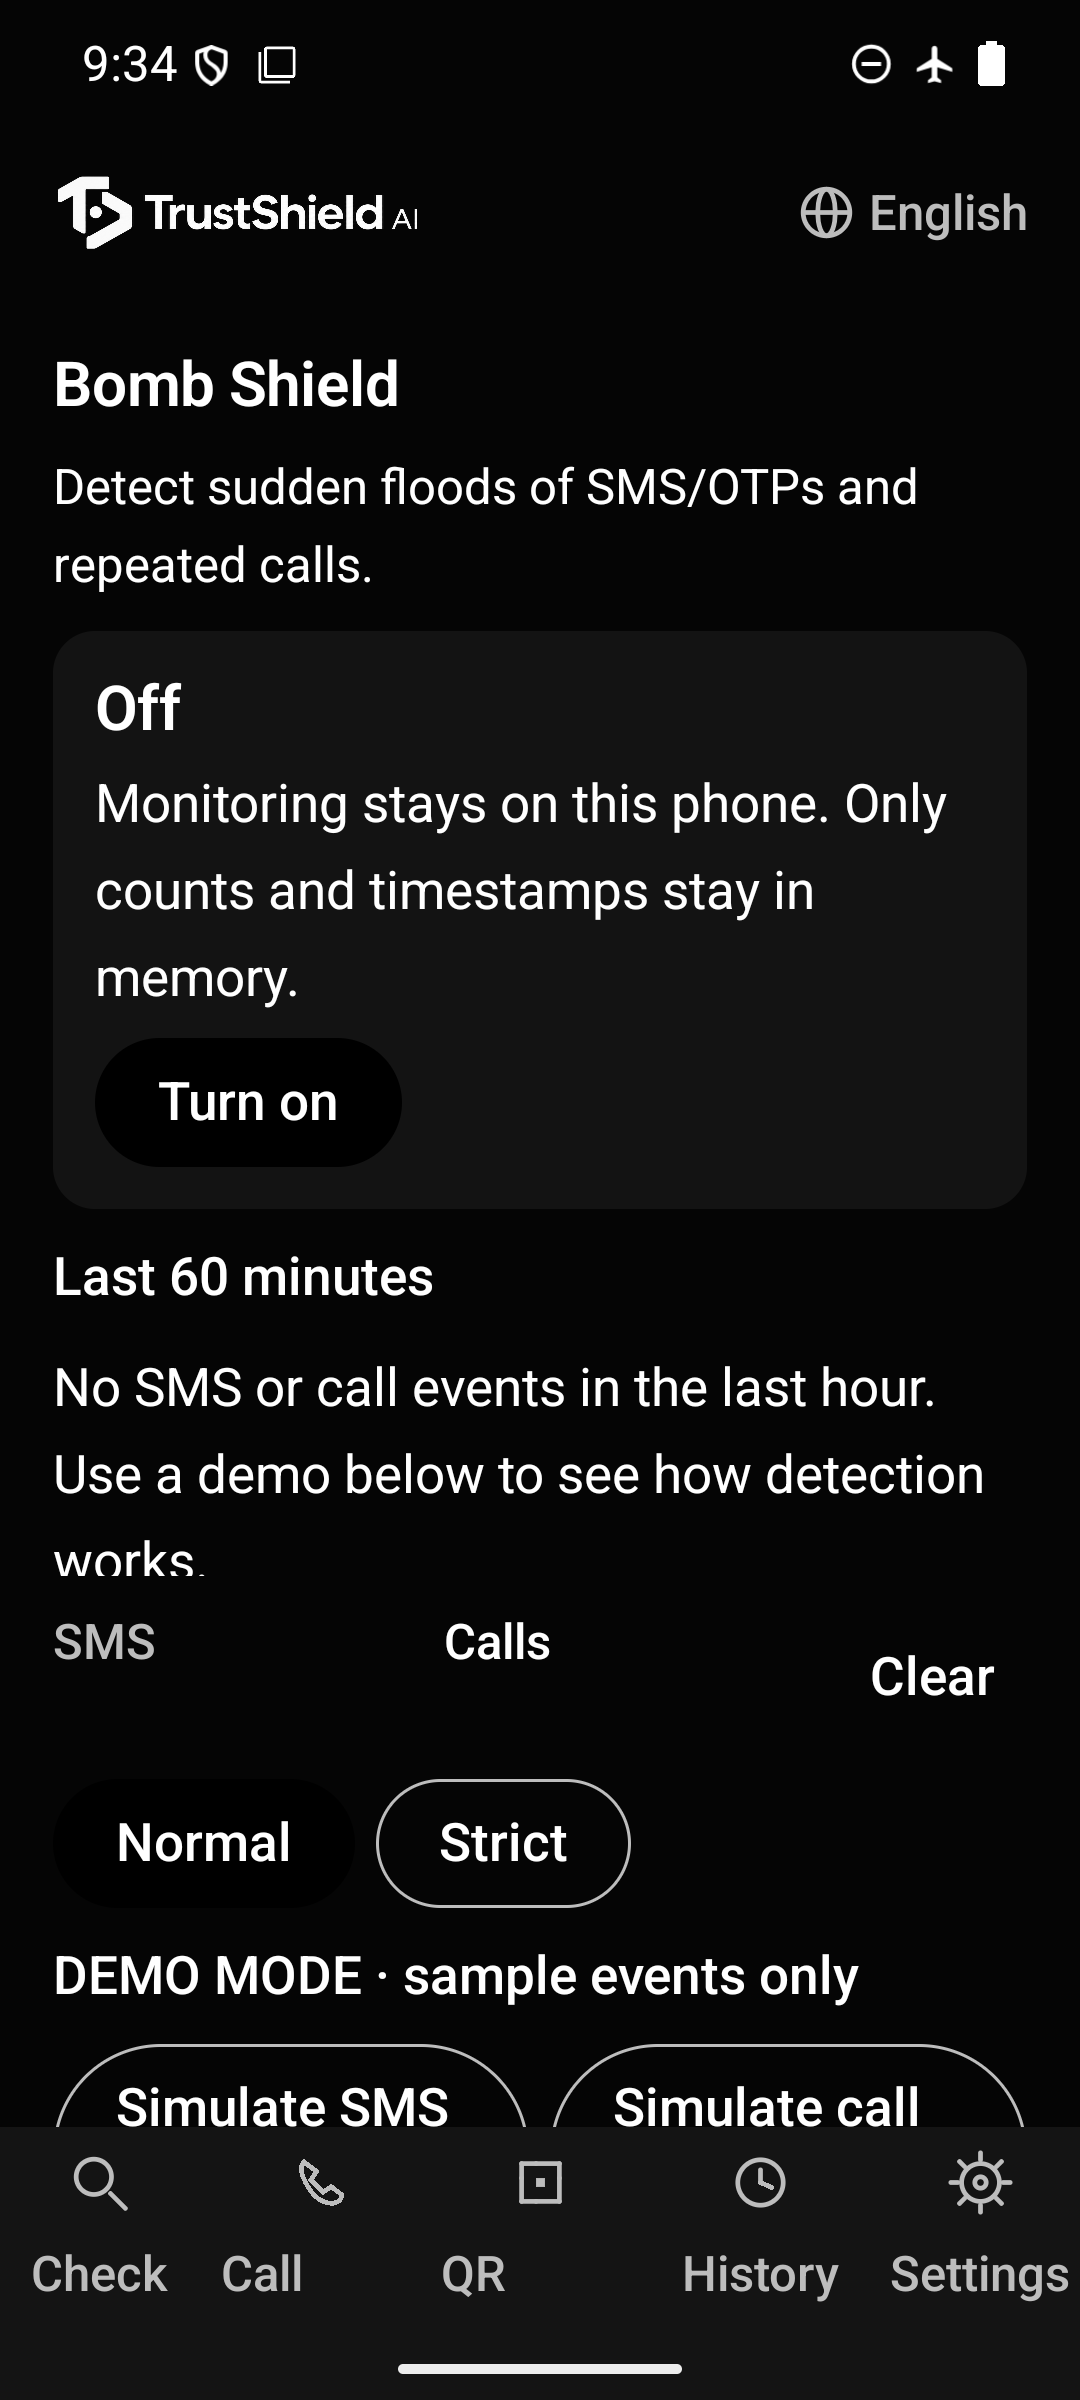 9:34
TrustShield AI
English
Bomb Shield
Detect sudden floods of SMS/OTPs and
repeated calls.
Off
Monitoring stays on this phone. Only
counts and timestamps stay in
memory.
Turn on
Last 60 minutes
No SMS or call events in the last hour.
Use a demo below to see how detection
works.
SMS Calls Clear
Normal Strict
DEMO MODE · sample events only
Simulate SMS Simulate call
Check Call QR History Settings